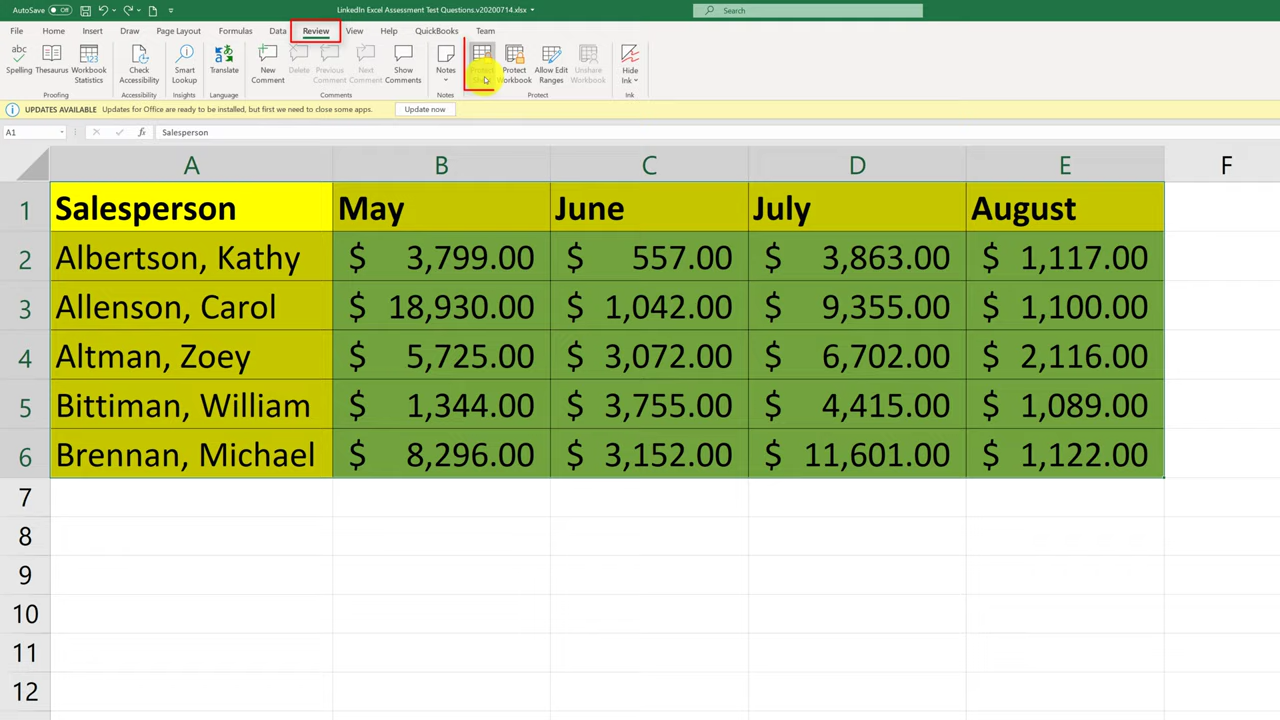 AutoSave Off LinkedIn Excel Assessment Test Questions.v20200714.xlsx Search
File Home Insert Draw Page Layout Formulas Data Review View Help QuickBooks Team
abc
Spelling Thesaurus Workbook Statistics Check Accessibility Smart Lookup Translate New Comment Delete Previous Comment Next Comment Show Comments Notes Protect Workbook Allow Edit Ranges Unshare Workbook Hide Ink
Proofing Accessibility Insights Language Comments Notes Protect Ink
UPDATES AVAILABLE Updates for Office are ready to be installed, but first we need to close some apps. Update now
A1 fx Salesperson
A B C D E F
1 Salesperson May June July August
2 Albertson, Kathy $ 3,799.00 $ 557.00 $ 3,863.00 $ 1,117.00
3 Allenson, Carol $ 18,930.00 $ 1,042.00 $ 9,355.00 $ 1,100.00
4 Altman, Zoey $ 5,725.00 $ 3,072.00 $ 6,702.00 $ 2,116.00
5 Bittiman, William $ 1,344.00 $ 3,755.00 $ 4,415.00 $ 1,089.00
6 Brennan, Michael $ 8,296.00 $ 3,152.00 $ 11,601.00 $ 1,122.00
7
8
9
10
11
12